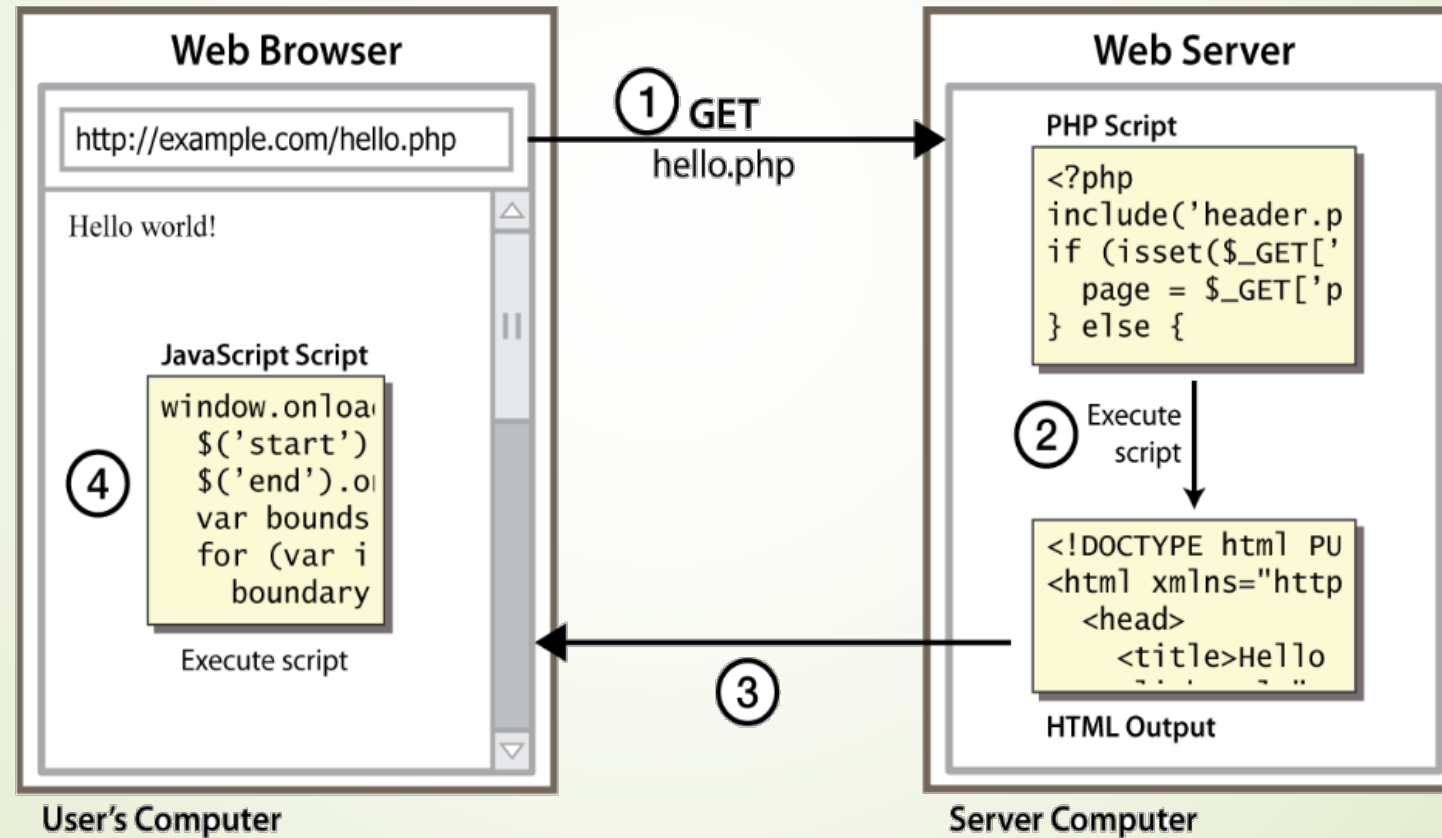 Web Browser
http://example.com/hello.php
Hello world!
JavaScript Script
window.onloa
$('start')
$('end').o
var bounds
for (var i
boundary
4
Execute script
User's Computer
1 GET
hello.php
3
Web Server
PHP Script
<?php
include('header.p
if (isset($_GET['
page = $_GET['p
} else {
2 Execute
script
<!DOCTYPE html PU
<html xmlns="http
<head>
<title>Hello
HTML Output
Server Computer